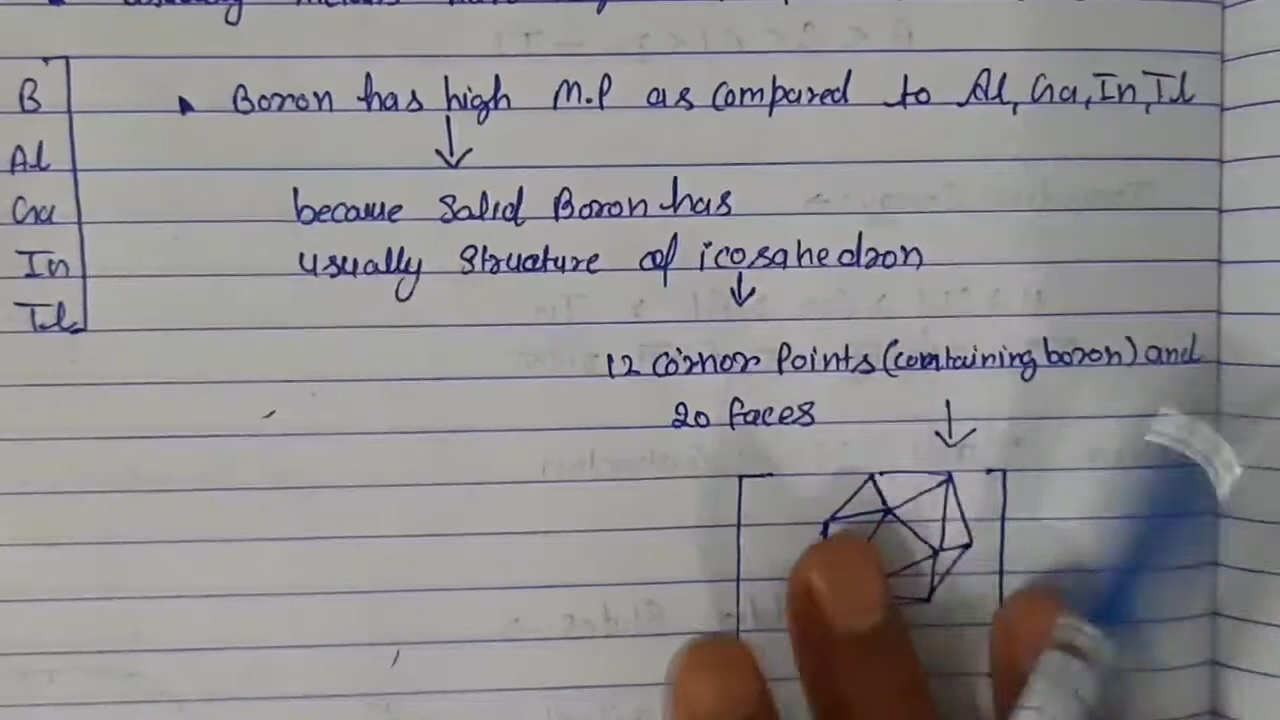 B
Al
Ga
In
Tl
Boron has high M.P as compared to Al, Ga, In, Tl
↓
because Solid Boron has
usually Structure of icosahedron
↓
12 Cornor Points (containing boron) and
20 faces ↓